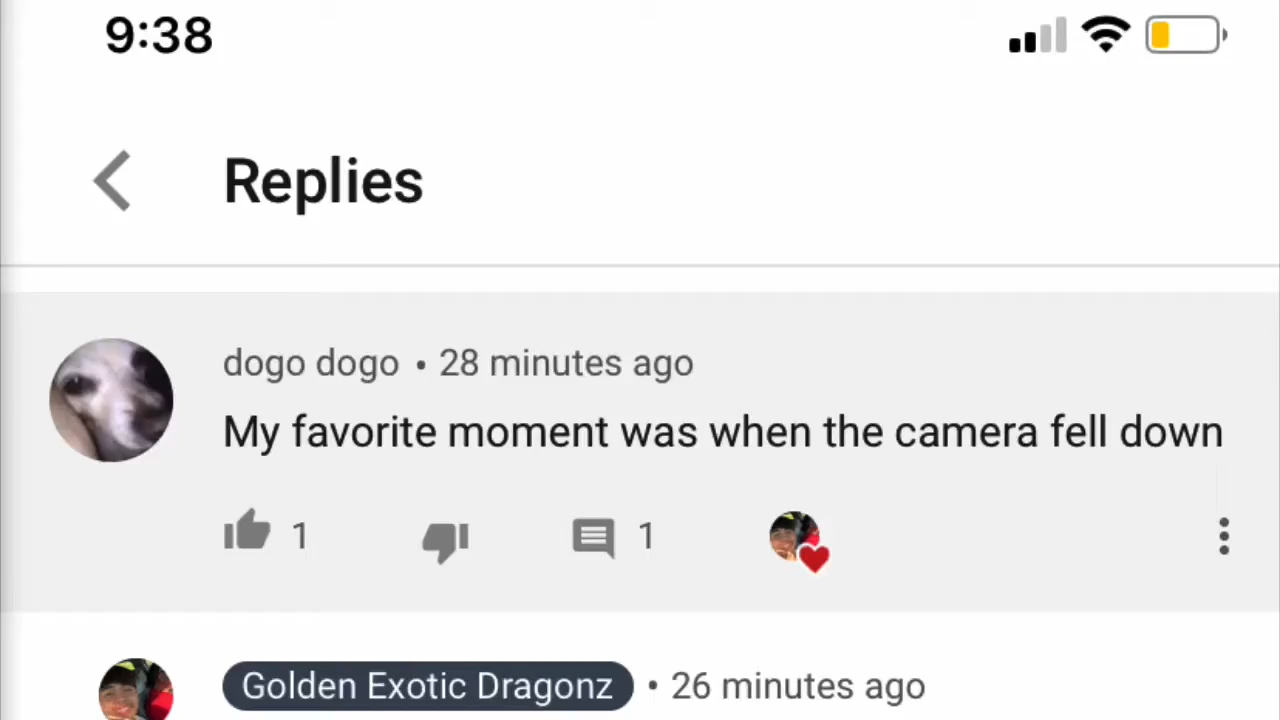 9:38
Replies
dogo dogo • 28 minutes ago
My favorite moment was when the camera fell down
1 1
Golden Exotic Dragonz • 26 minutes ago